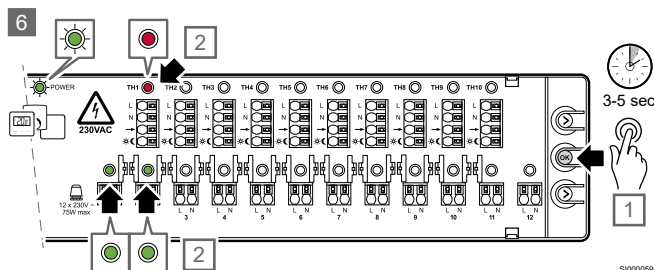 6
2
POWER
TH1 TH2 TH3 TH4 TH5 TH6 TH7 TH8 TH9 TH10
3-5 sec
L
N
230VAC
OK
12 x 230V ~
75W max
L N L N L N L N L N L N L N L N L N L N
3 4 5 6 7 8 9 10 11 12
1
2
SI000059